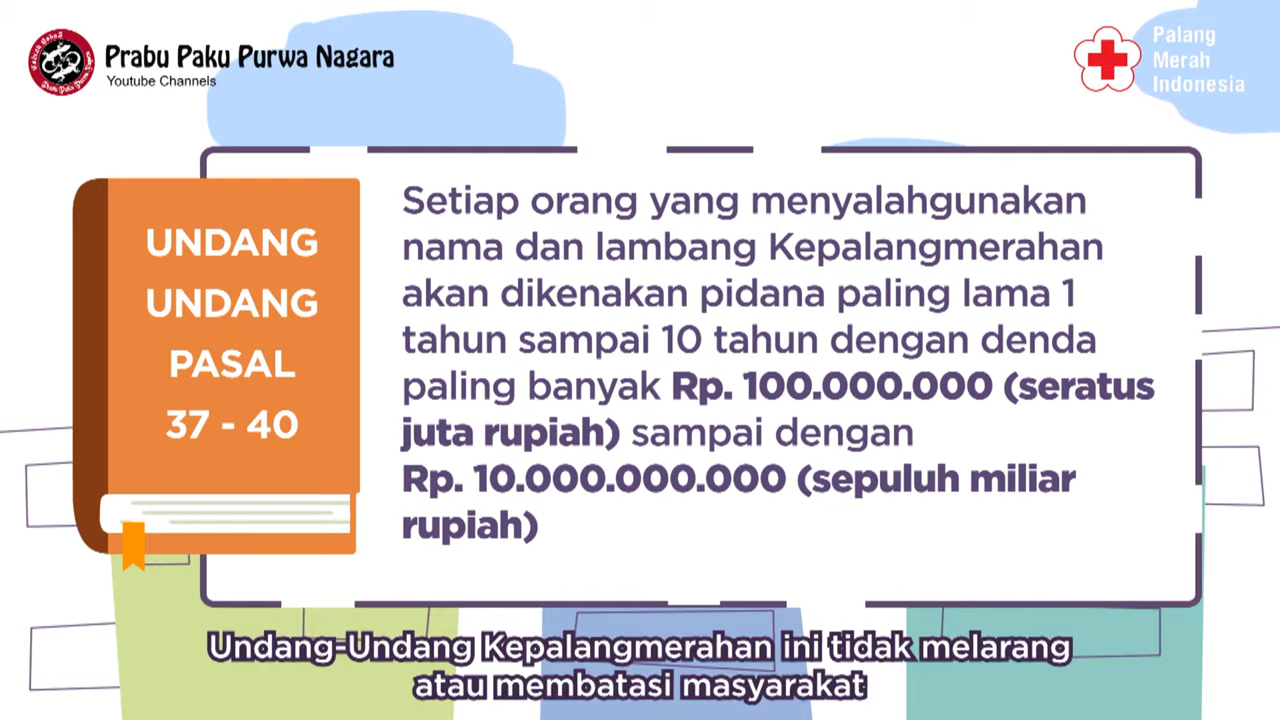 Prabu Paku Purwa Nagara
Youtube Channels
Palang
Merah
Indonesia
UNDANG
UNDANG
PASAL
37 - 40
Setiap orang yang menyalahgunakan
nama dan lambang Kepalangmerahan
akan dikenakan pidana paling lama 1
tahun sampai 10 tahun dengan denda
paling banyak Rp. 100.000.000 (seratus
juta rupiah) sampai dengan
Rp. 10.000.000.000 (sepuluh miliar
rupiah)
Undang-Undang Kepalangmerahan ini tidak melarang
atau membatasi masyarakat